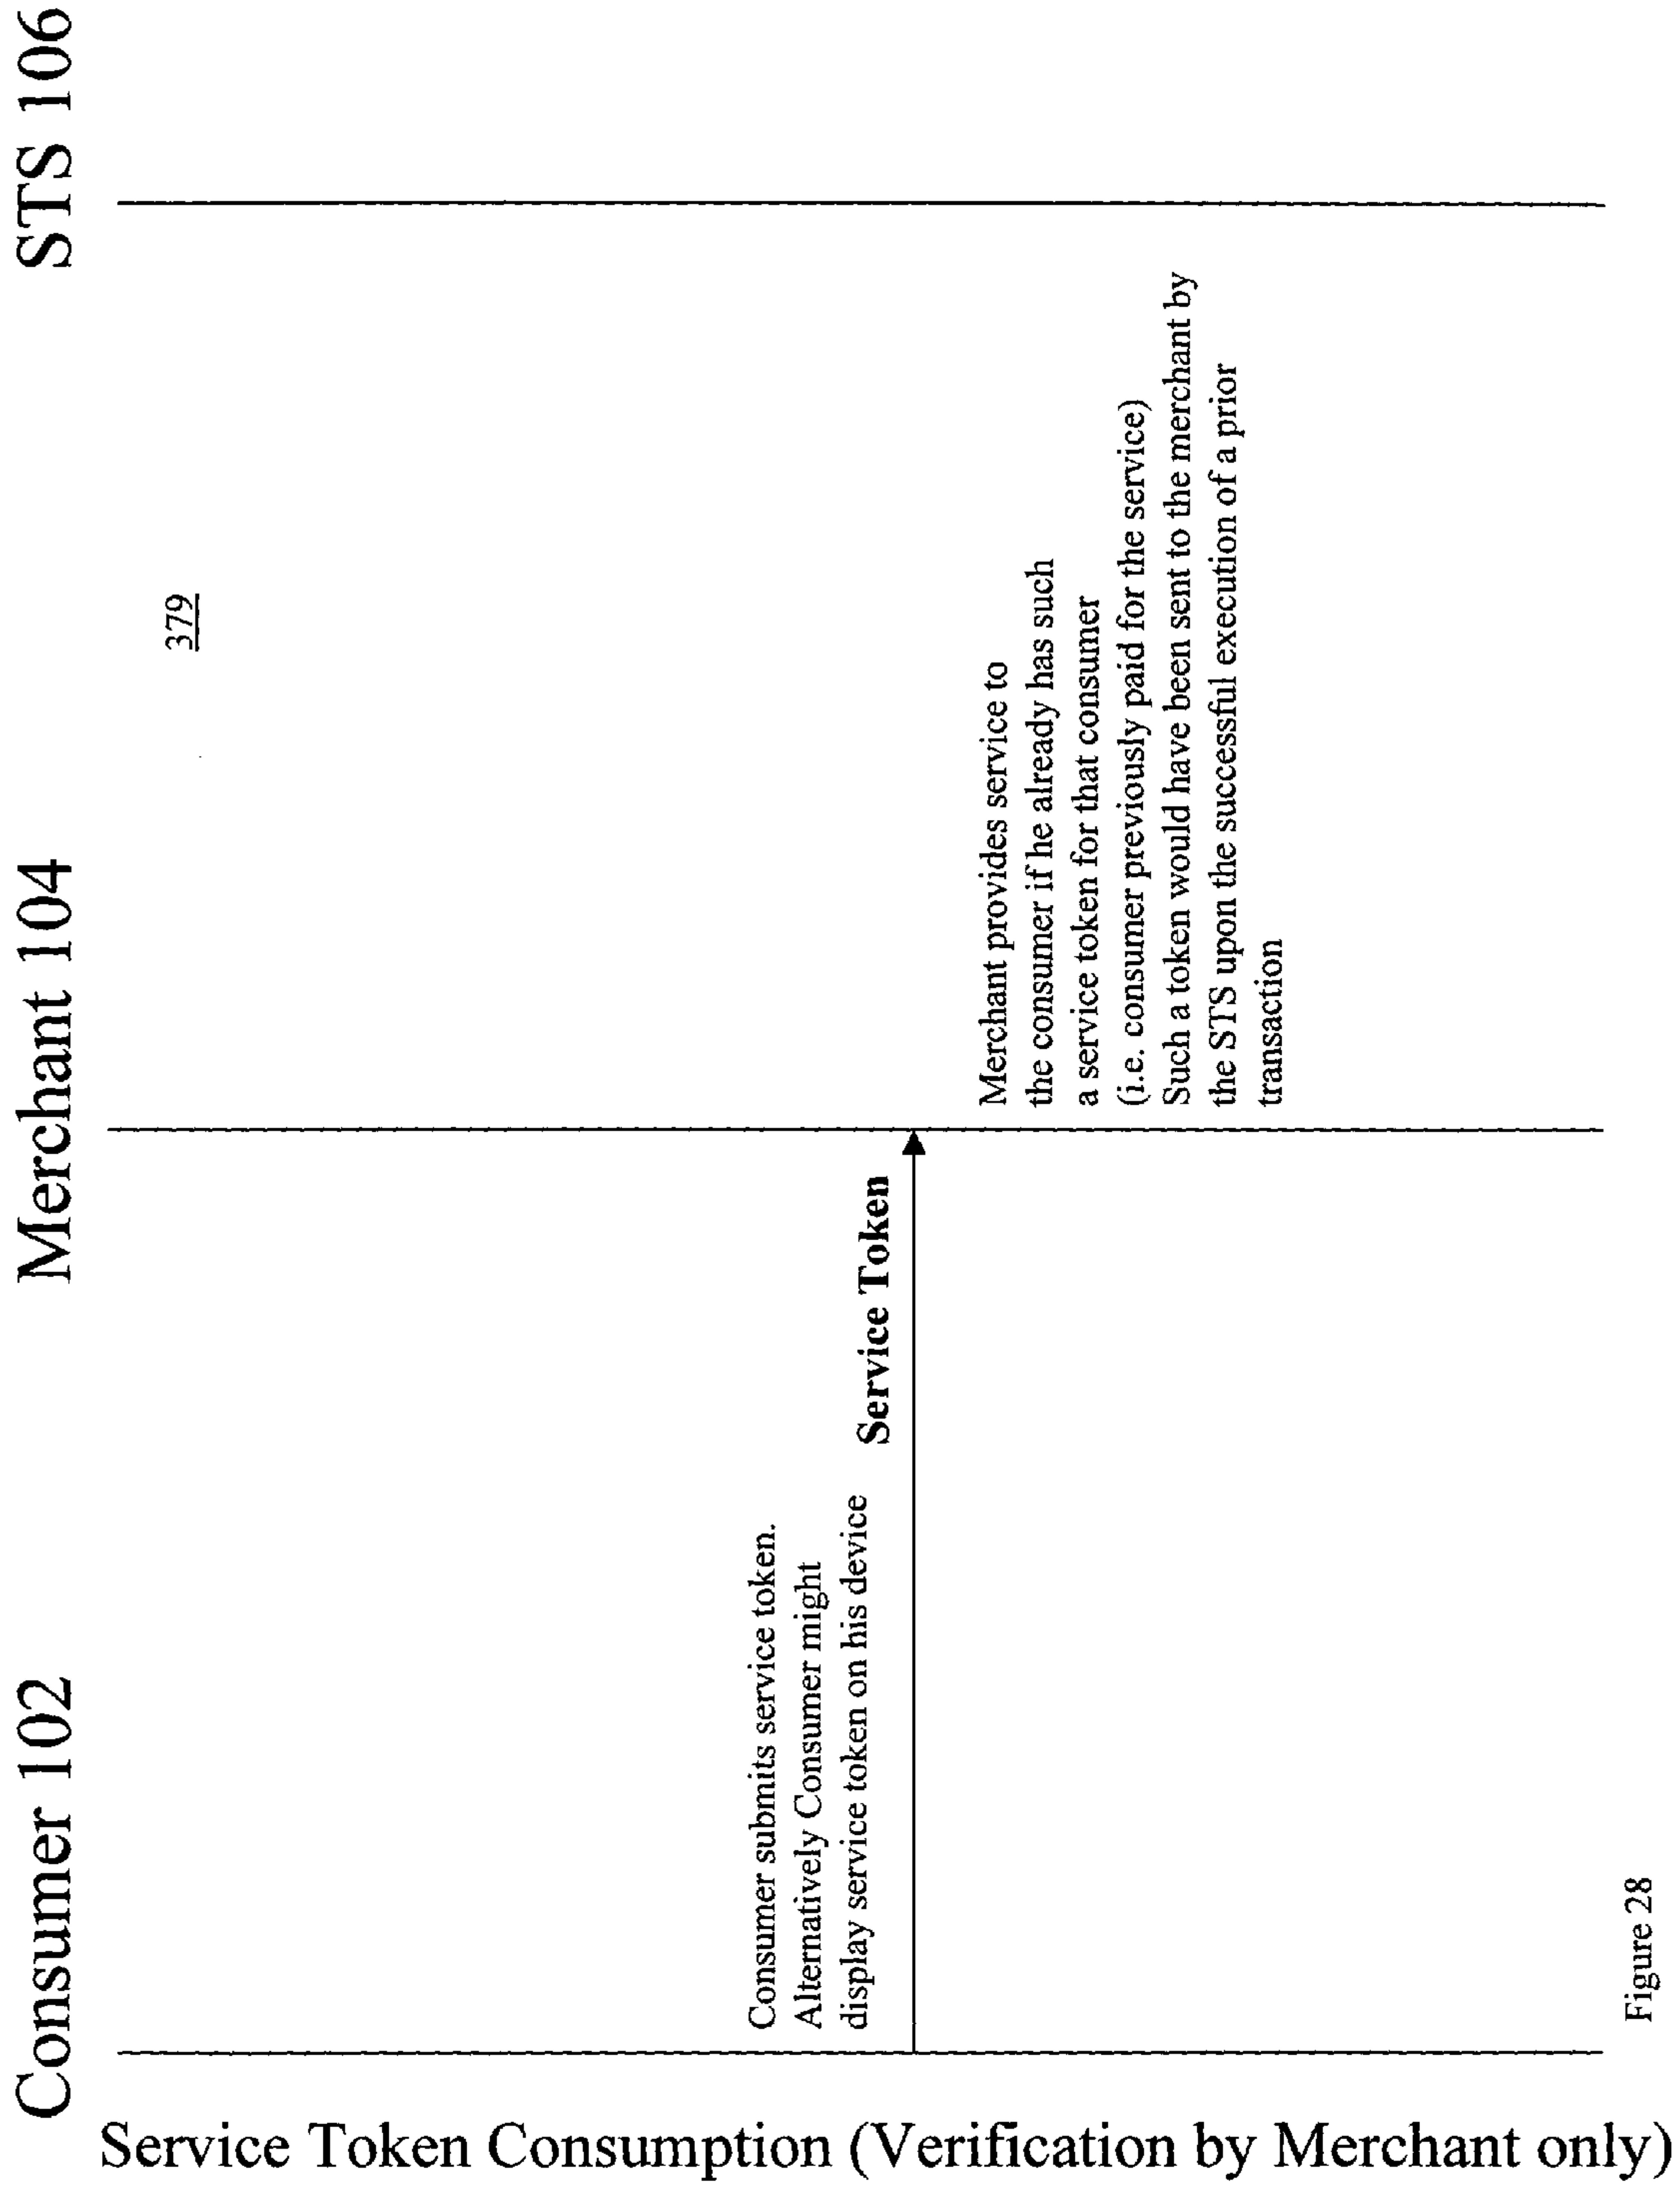 Service Token Consumption (Verification by Merchant only)
Consumer 102
Merchant 104
STS 106
379
Consumer submits service token.
Alternatively Consumer might
display service token on his device
Service Token
Merchant provides service to
the consumer if he already has such
a service token for that consumer
(i.e. consumer previously paid for the service)
Such a token would have been sent to the merchant by
the STS upon the successful execution of a prior
transaction
Figure 28